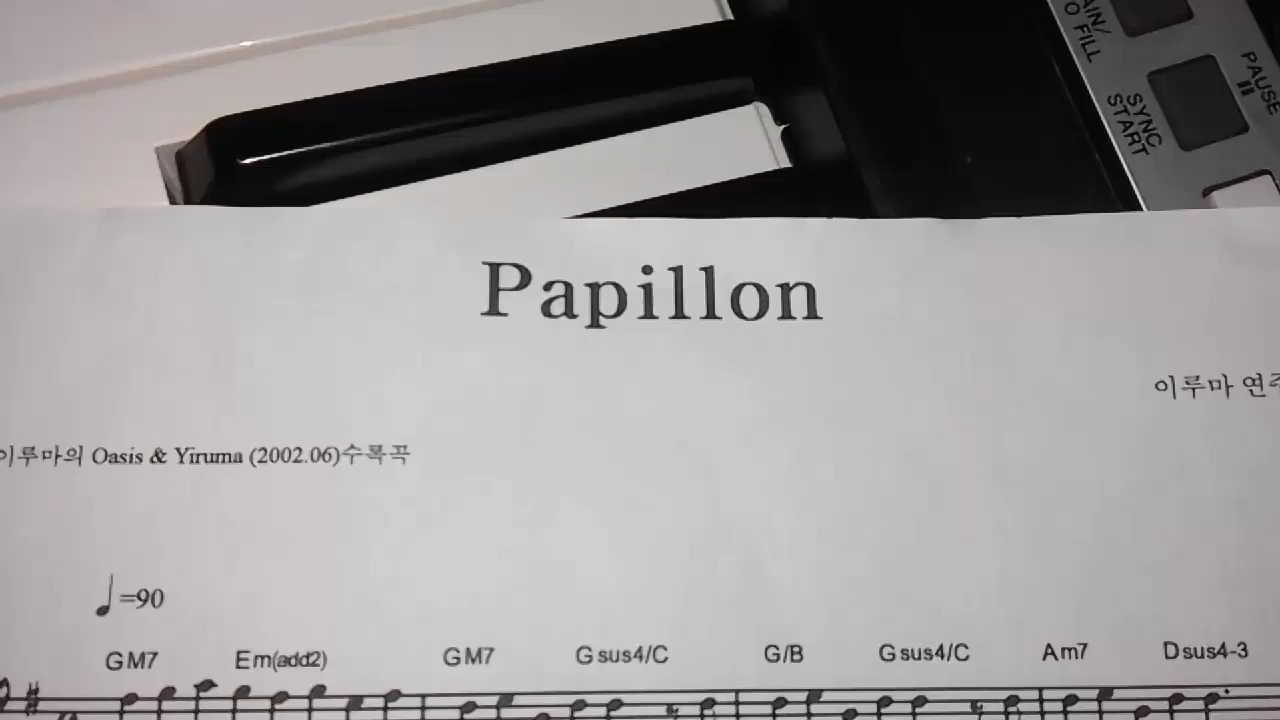 O FILL
SYNC
START
PAUSE
Papillon
이루마 연주
이루마의 Oasis & Yiruma (2002.06)수록곡
♩=90
GM7 Em(add2) GM7 Gsus4/C G/B Gsus4/C Am7 Dsus4-3